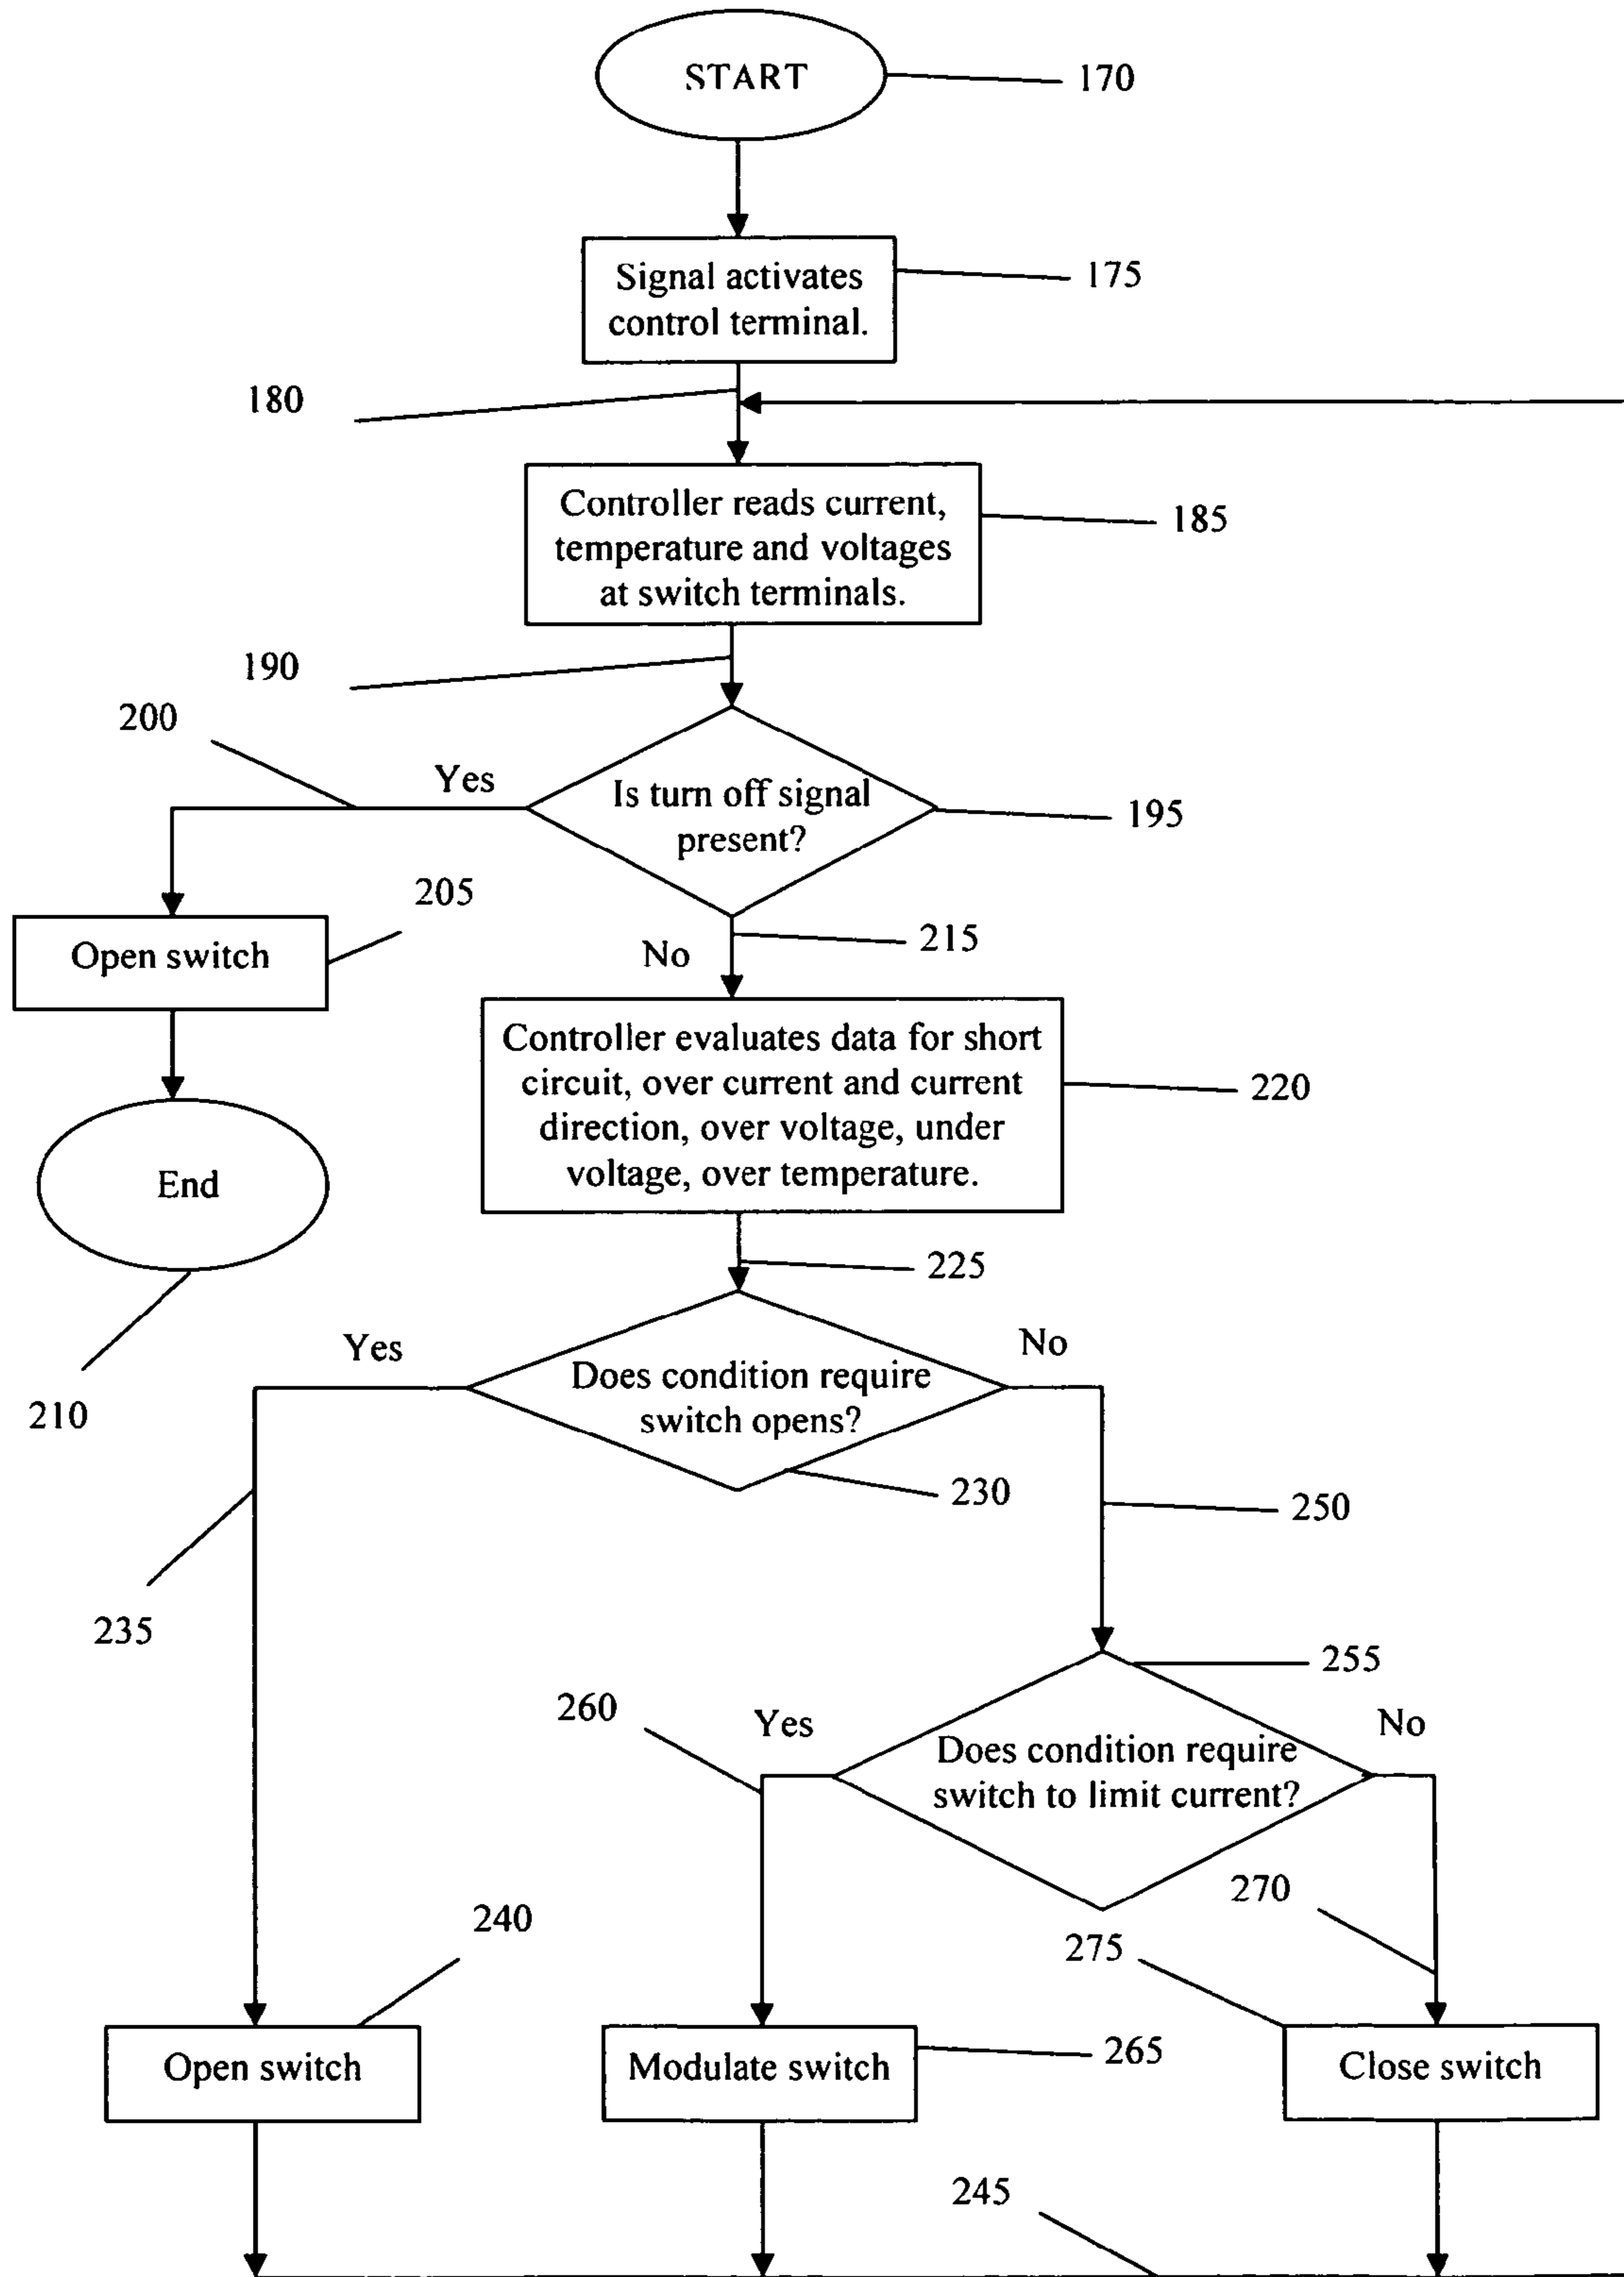 START
170
Signal activates
control terminal.
175
180
Controller reads current,
temperature and voltages
at switch terminals.
185
190
200
Yes
Is turn off signal
present?
195
205
Open switch
No
215
Controller evaluates data for short
circuit, over current and current
direction, over voltage, under
voltage, over temperature.
220
End
225
210
Yes
No
Does condition require
switch opens?
230
250
235
255
260
Yes
No
Does condition require
switch to limit current?
270
240
275
Open switch
Modulate switch
265
Close switch
245